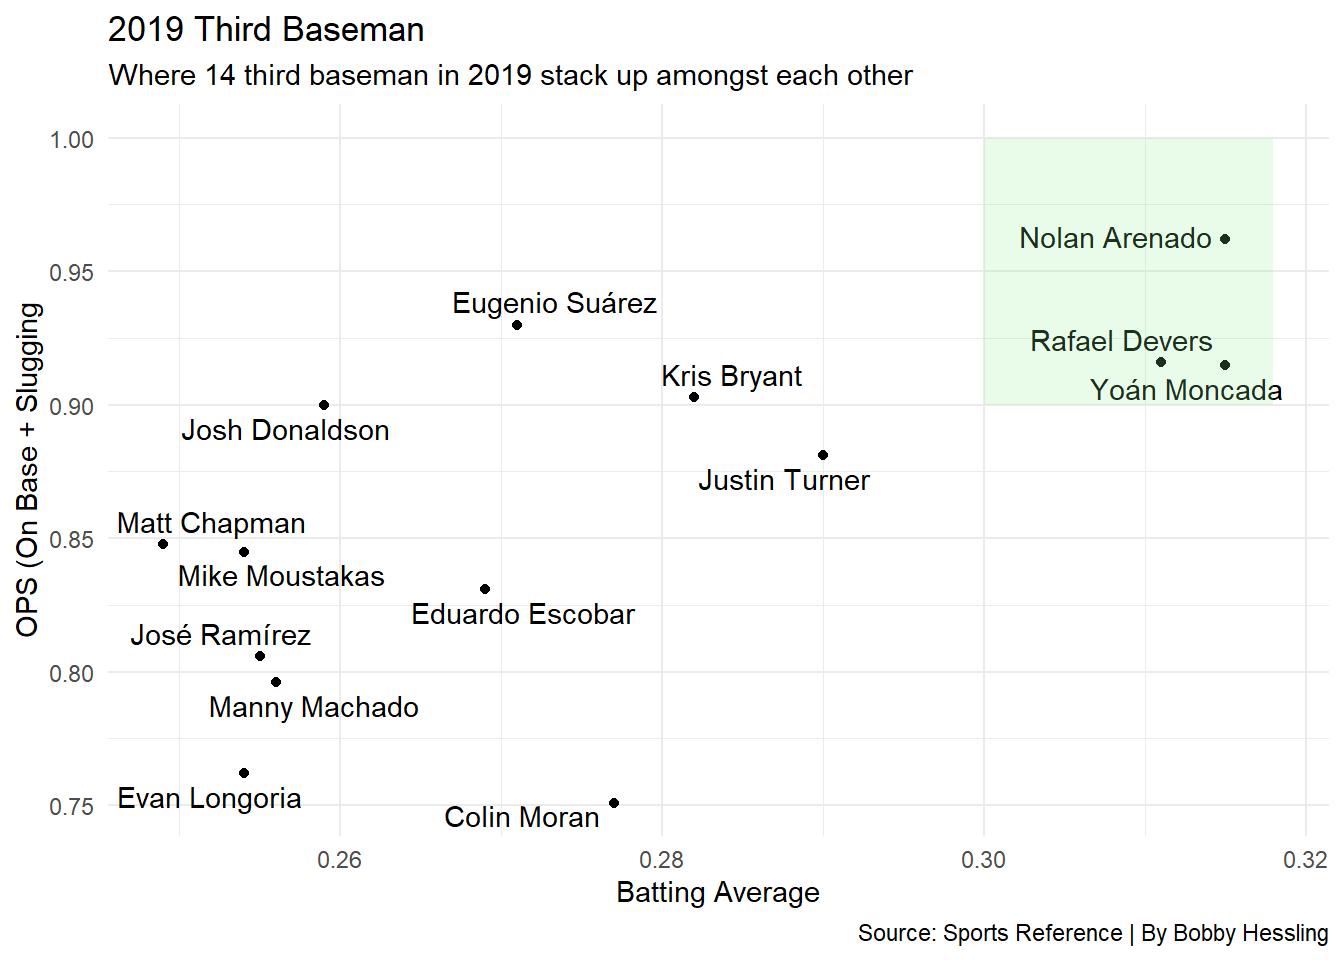 2019 Third Baseman
Where 14 third baseman in 2019 stack up amongst each other
OPS (On Base + Slugging
1.00
0.95
0.90
0.85
0.80
0.75
Nolan Arenado
Eugenio Suárez
Rafael Devers
Kris Bryant
Yoán Moncada
Josh Donaldson
Justin Turner
Matt Chapman
Mike Moustakas
Eduardo Escobar
José Ramírez
Manny Machado
Evan Longoria
Colin Moran
0.26 0.28 0.30 0.32
Batting Average
Source: Sports Reference | By Bobby Hessling